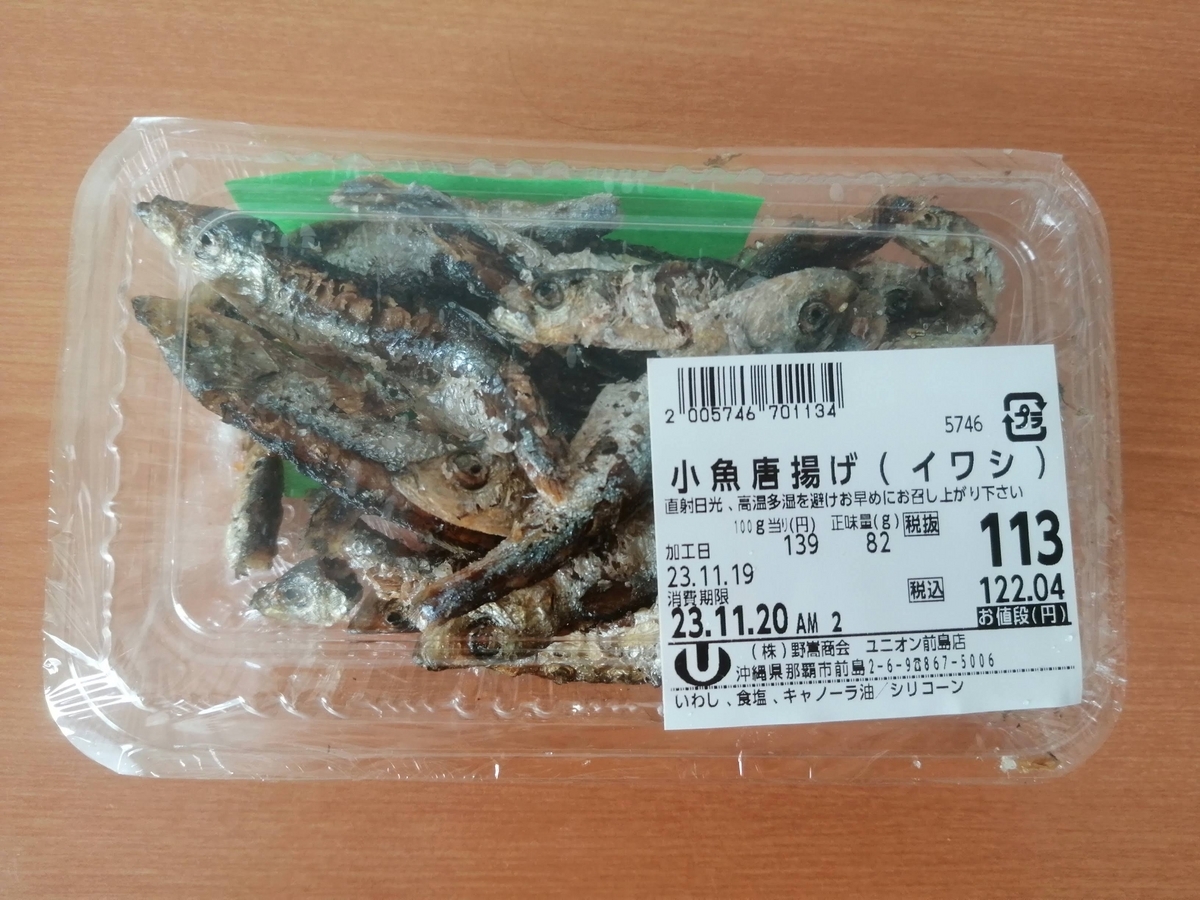 2 005746 701134
5746 プラ
小魚唐揚げ(イワシ)
直射日光、高温多湿を避けお早めにお召し上がり下さい
100g当り(円) 正味量(g) 税抜 113
加工日 139 82
23.11.19
消費期限 税込 122.04
23.11.20 AM 2 お値段(円)
(株)野嵩商会 ユニオン前島店
沖縄県那覇市前島2-6-9☎867-5006
いわし、食塩、キャノーラ油/シリコーン